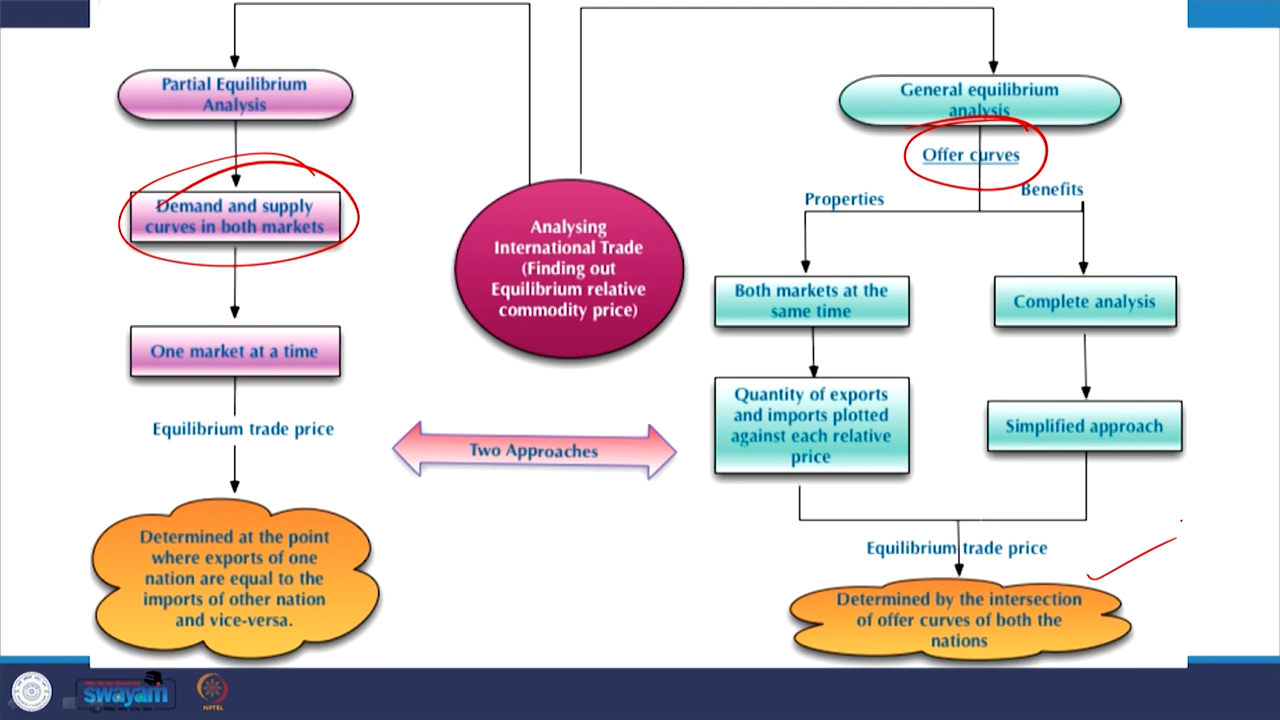 Partial Equilibrium
Analysis
Demand and supply
curves in both markets
One market at a time
Equilibrium trade price
Determined at the point
where exports of one
nation are equal to the
imports of other nation
and vice-versa.
Analysing
International Trade
(Finding out
Equilibrium relative
commodity price)
Two Approaches
General equilibrium
analysis
Offer curves
Properties
Benefits
Both markets at the
same time
Quantity of exports
and imports plotted
against each relative
price
Complete analysis
Simplified approach
Equilibrium trade price
Determined by the intersection
of offer curves of both the
nations
swayam
NPTEL